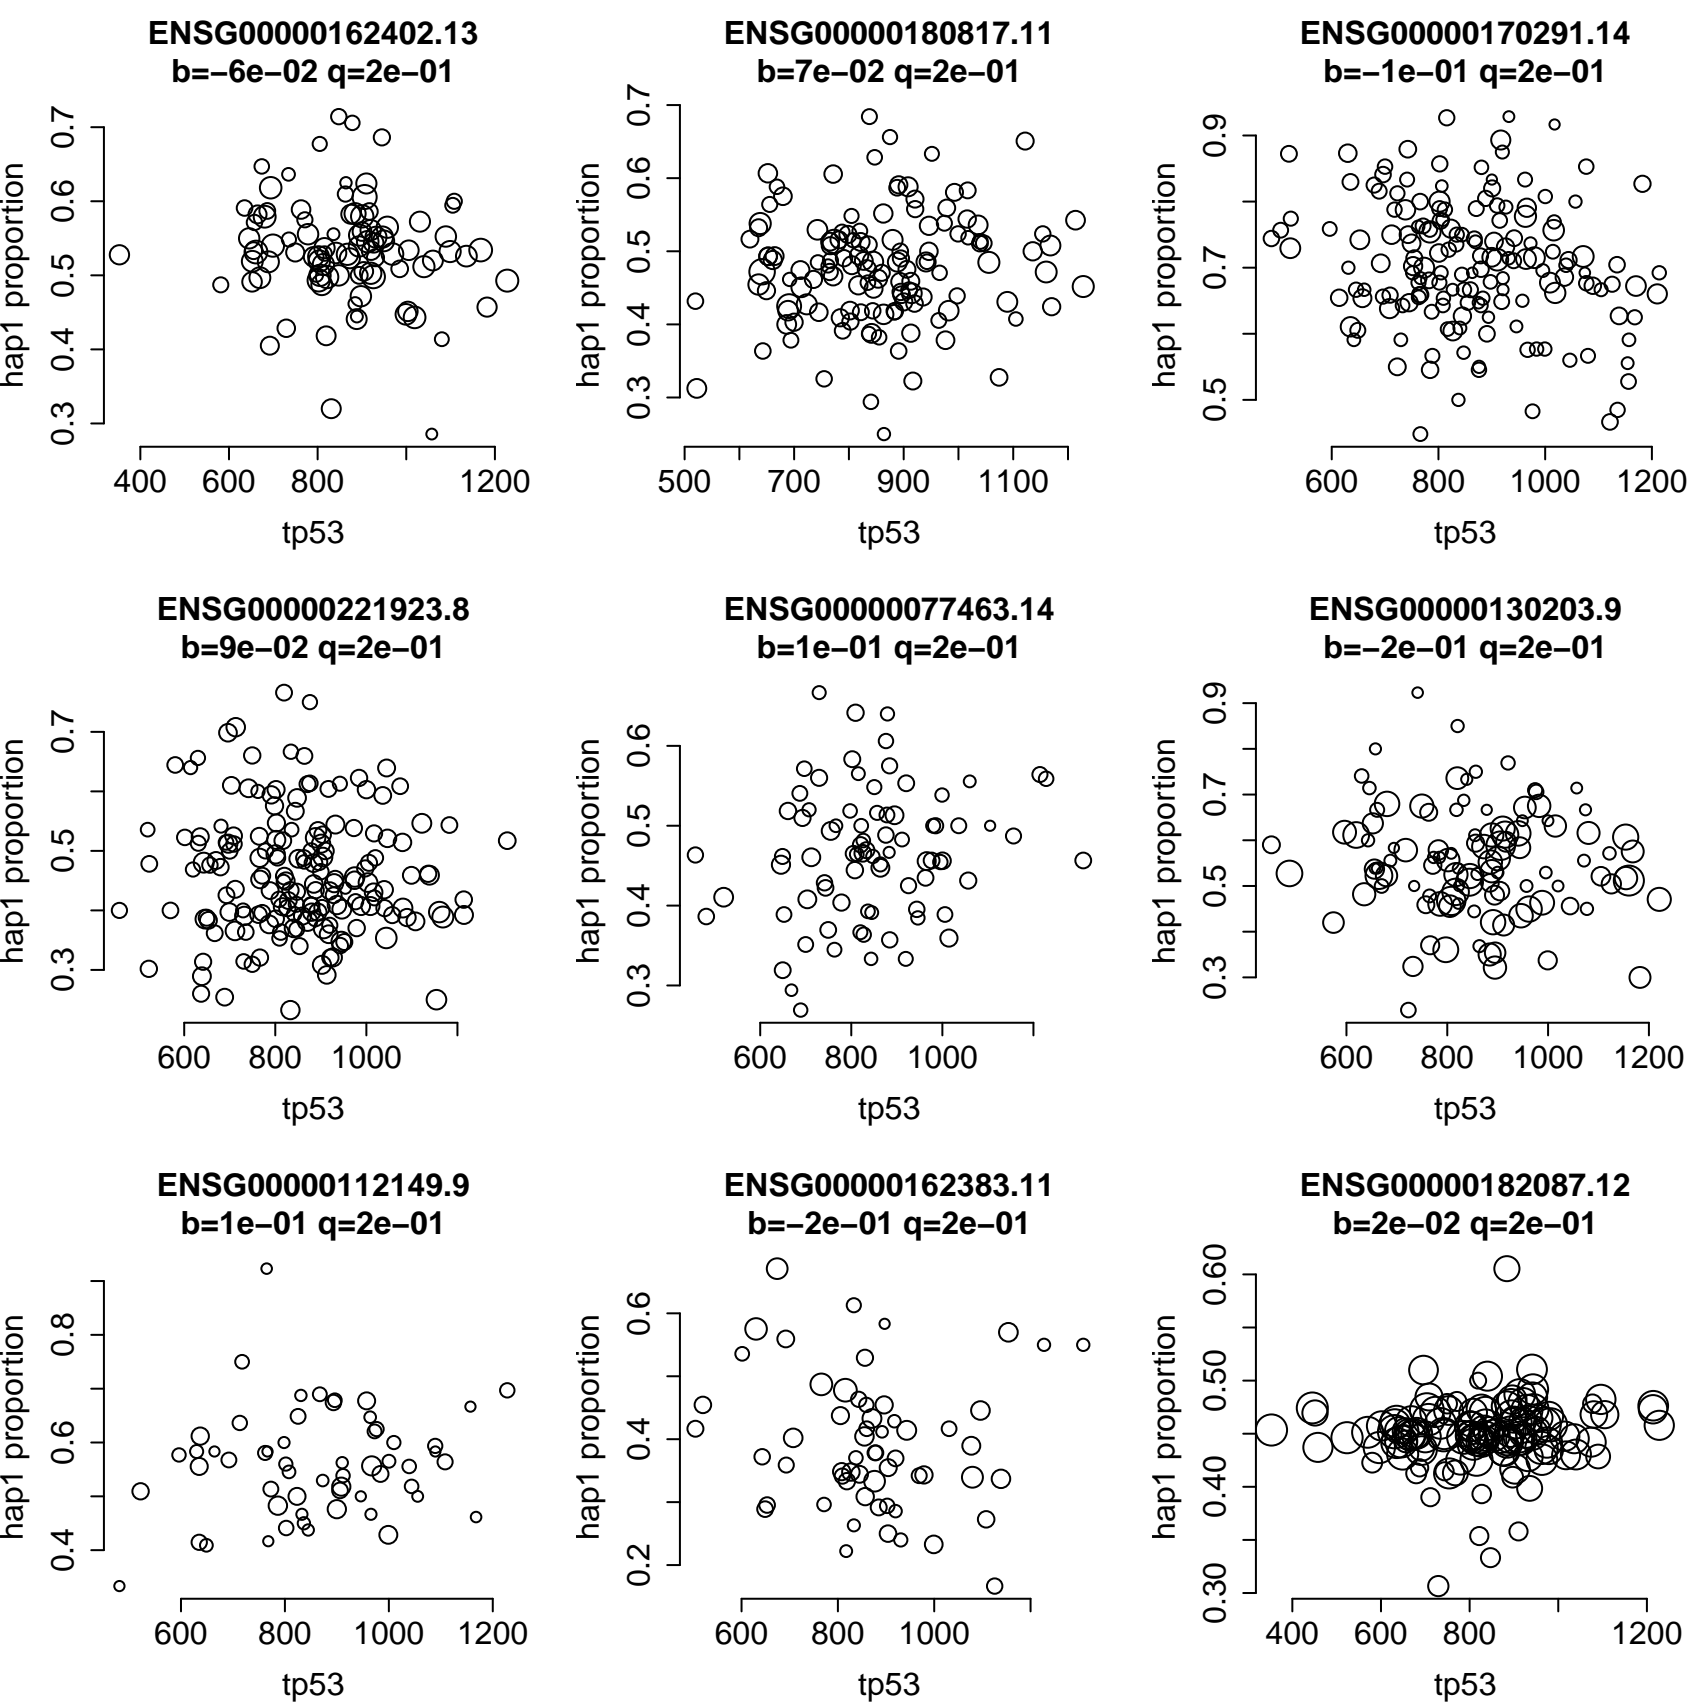 ENSG00000162402.13
b=−6e−02 q=2e−01
hap1 proportion
0.7
0.6
0.5
0.4
0.3
400 600 800 1200
tp53
ENSG00000180817.11
b=7e−02 q=2e−01
hap1 proportion
0.7
0.6
0.5
0.4
0.3
500 700 900 1100
tp53
ENSG00000170291.14
b=−1e−01 q=2e−01
hap1 proportion
0.9
0.7
0.5
600 800 1000 1200
tp53
ENSG00000221923.8
b=9e−02 q=2e−01
hap1 proportion
0.7
0.5
0.3
600 800 1000
tp53
ENSG00000077463.14
b=1e−01 q=2e−01
hap1 proportion
0.6
0.5
0.4
0.3
600 800 1000
tp53
ENSG00000130203.9
b=−2e−01 q=2e−01
hap1 proportion
0.9
0.7
0.5
0.3
600 800 1000 1200
tp53
ENSG00000112149.9
b=1e−01 q=2e−01
hap1 proportion
0.8
0.6
0.4
600 800 1000 1200
tp53
ENSG00000162383.11
b=−2e−01 q=2e−01
hap1 proportion
0.6
0.4
0.2
600 800 1000
tp53
ENSG00000182087.12
b=2e−02 q=2e−01
hap1 proportion
0.60
0.50
0.40
0.30
400 600 800 1200
tp53